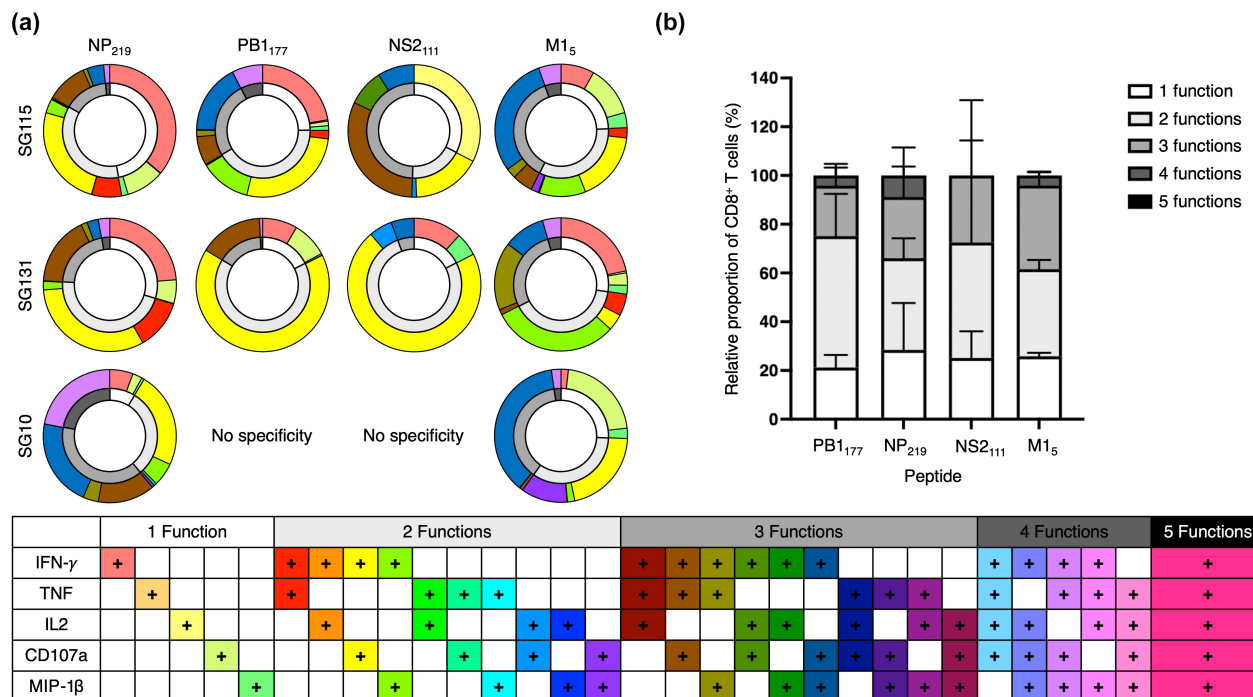 (a)
NP219 PB1177 NS2111 M15
SG115
SG131
SG10
No specificity No specificity
(b)
Relative proportion of CD8+ T cells (%)
140
120
100
80
60
40
20
0
PB1177 NP219 NS2111 M15
Peptide
1 function
2 functions
3 functions
4 functions
5 functions
1 Function 2 Functions 3 Functions 4 Functions 5 Functions
IFN-γ + + + + + + + + + + + + + + + +
TNF + + + + + + + + + + + + + + + +
IL2 + + + + + + + + + + + + + + + +
CD107a + + + + + + + + + + + + + + + +
MIP-1β + + + + + + + + + + + + + + + +